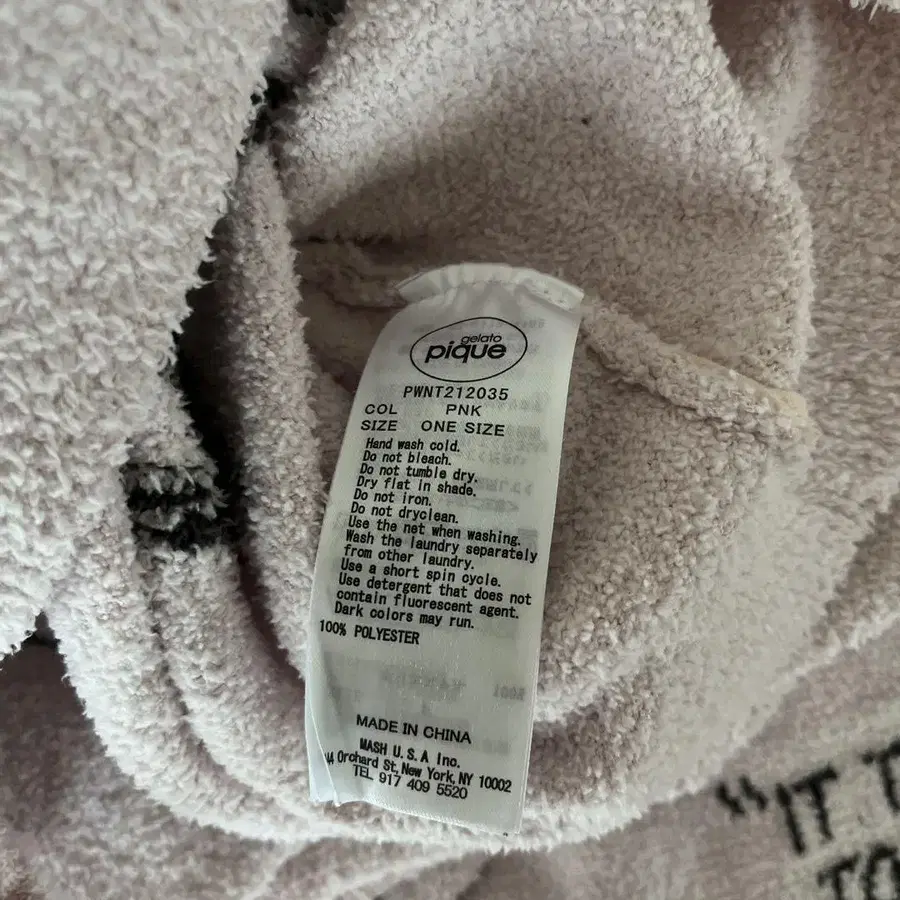 gelato
pique
PWNT212035
COL PNK
SIZE ONE SIZE
Hand wash cold.
Do not bleach.
Do not tumble dry.
Dry flat in shade.
Do not iron.
Do not dryclean.
Use the net when washing.
Wash the laundry separately
from other laundry.
Use a short spin cycle.
Use detergent that does not
contain fluorescent agent.
Dark colors may run.
100% POLYESTER
MADE IN CHINA
MASH U.S.A Inc.
Orchard St, New York, NY 10002
TEL 917 409 5520
"IT
TO